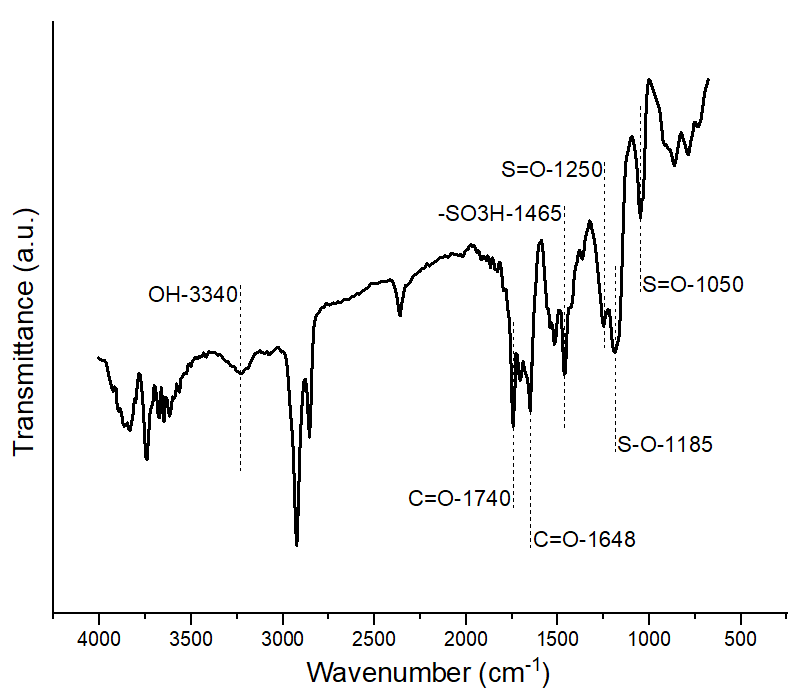 S=O-1250
-SO3H-1465
OH-3340
S=O-1050
S-O-1185
C=O-1740
C=O-1648
Transmittance (a.u.)
4000 3500 3000 2500 2000 1500 1000 500
Wavenumber (cm-1)